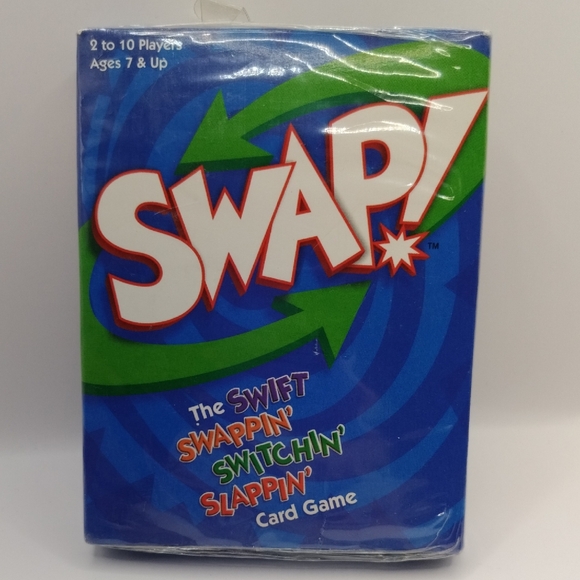 2 to 10 Players
Ages 7 & Up
SWAP!™
The SWIFT
SWAPPIN'
SWITCHIN'
SLAPPIN'
Card Game